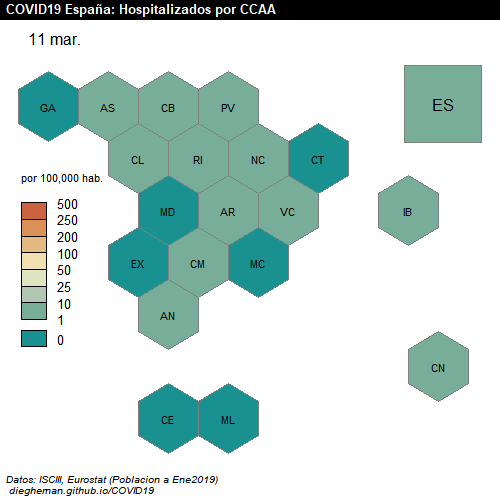 COVID19 España: Hospitalizados por CCAA
11 mar.
ES
GA AS CB PV
CL RI NC CT
por 100,000 hab.
MD AR VC IB
500
250
200
100
50
25
10
1
0
EX CM MC
AN
CN
CE ML
Datos: ISCIII, Eurostat (Poblacion a Ene2019)
diegheman.github.io/COVID19